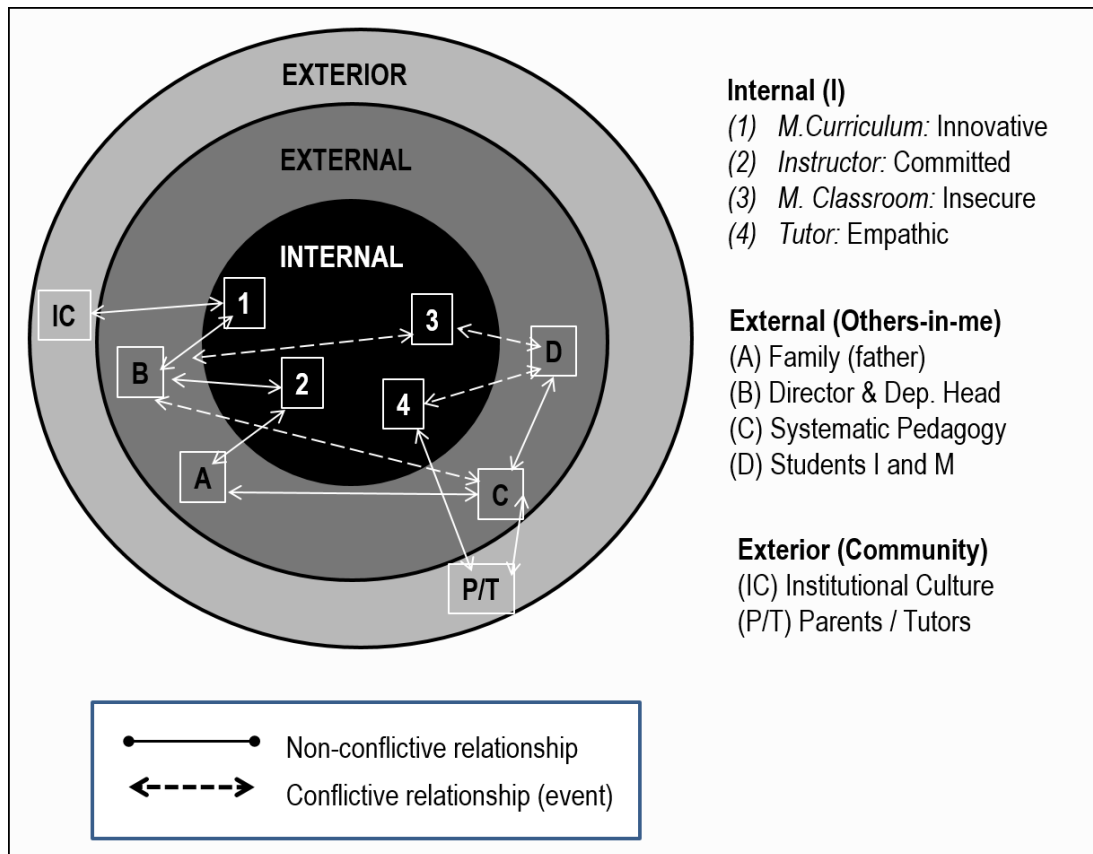 EXTERIOR
EXTERNAL
INTERNAL
IC
1
3
B
2
D
4
A
C
P/T
Internal (I)
(1) M.Curriculum: Innovative
(2) Instructor: Committed
(3) M. Classroom: Insecure
(4) Tutor: Empathic
External (Others-in-me)
(A) Family (father)
(B) Director & Dep. Head
(C) Systematic Pedagogy
(D) Students I and M
Exterior (Community)
(IC) Institutional Culture
(P/T) Parents / Tutors
Non-conflictive relationship
Conflictive relationship (event)